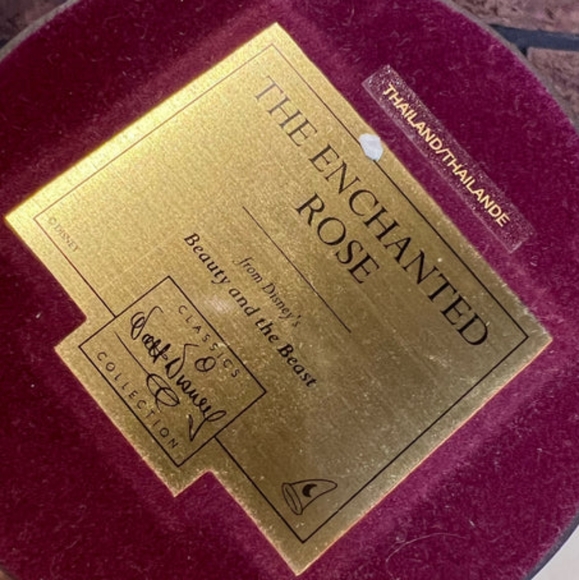 THAILAND/THAILANDE
THE ENCHANTED
ROSE
from Disney's
Beauty and the Beast
© DISNEY
CLASSICS
Walt Disney
COLLECTION